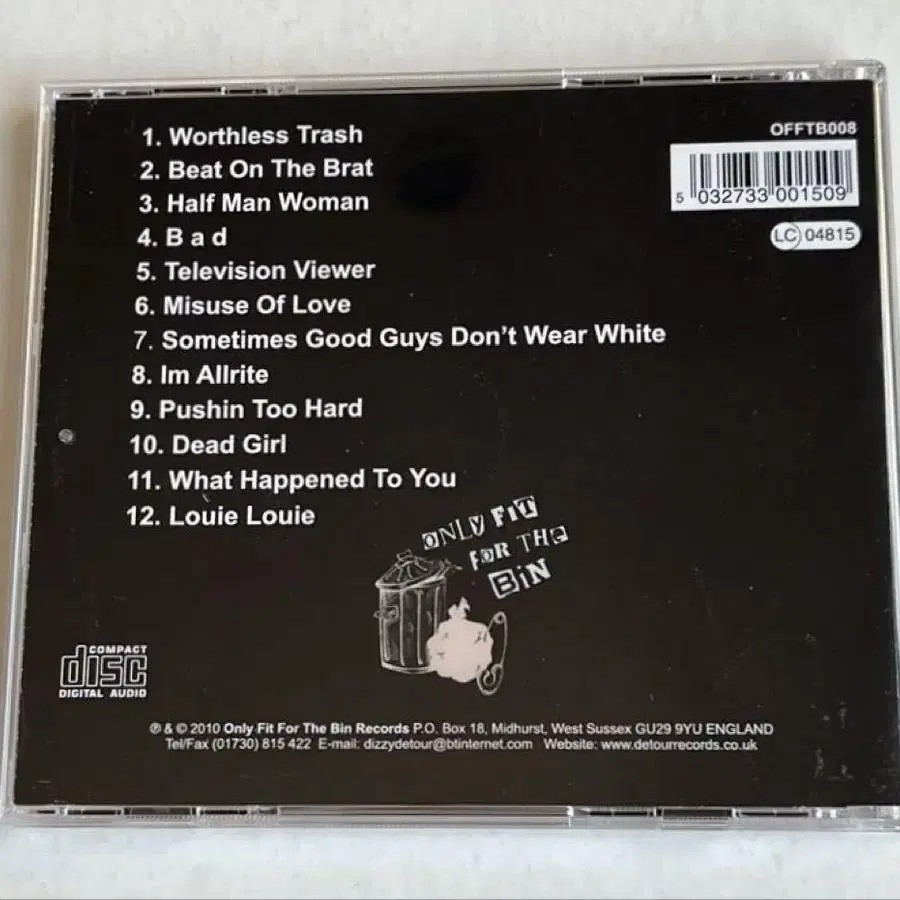 1. Worthless Trash
2. Beat On The Brat
3. Half Man Woman
4. B a d
5. Television Viewer
6. Misuse Of Love
7. Sometimes Good Guys Don't Wear White
8. Im Allrite
9. Pushin Too Hard
10. Dead Girl
11. What Happened To You
12. Louie Louie
OFFTB008
5 032733 001509
LC 04815
ONLY FiT
FOR THe
BiN
COMPACT
disc
DIGITAL AUDIO
℗ & © 2010 Only Fit For The Bin Records P.O. Box 18, Midhurst, West Sussex GU29 9YU ENGLAND
Tel/Fax (01730) 815 422 E-mail: dizzydetour@btinternet.com Website: www.detourrecords.co.uk